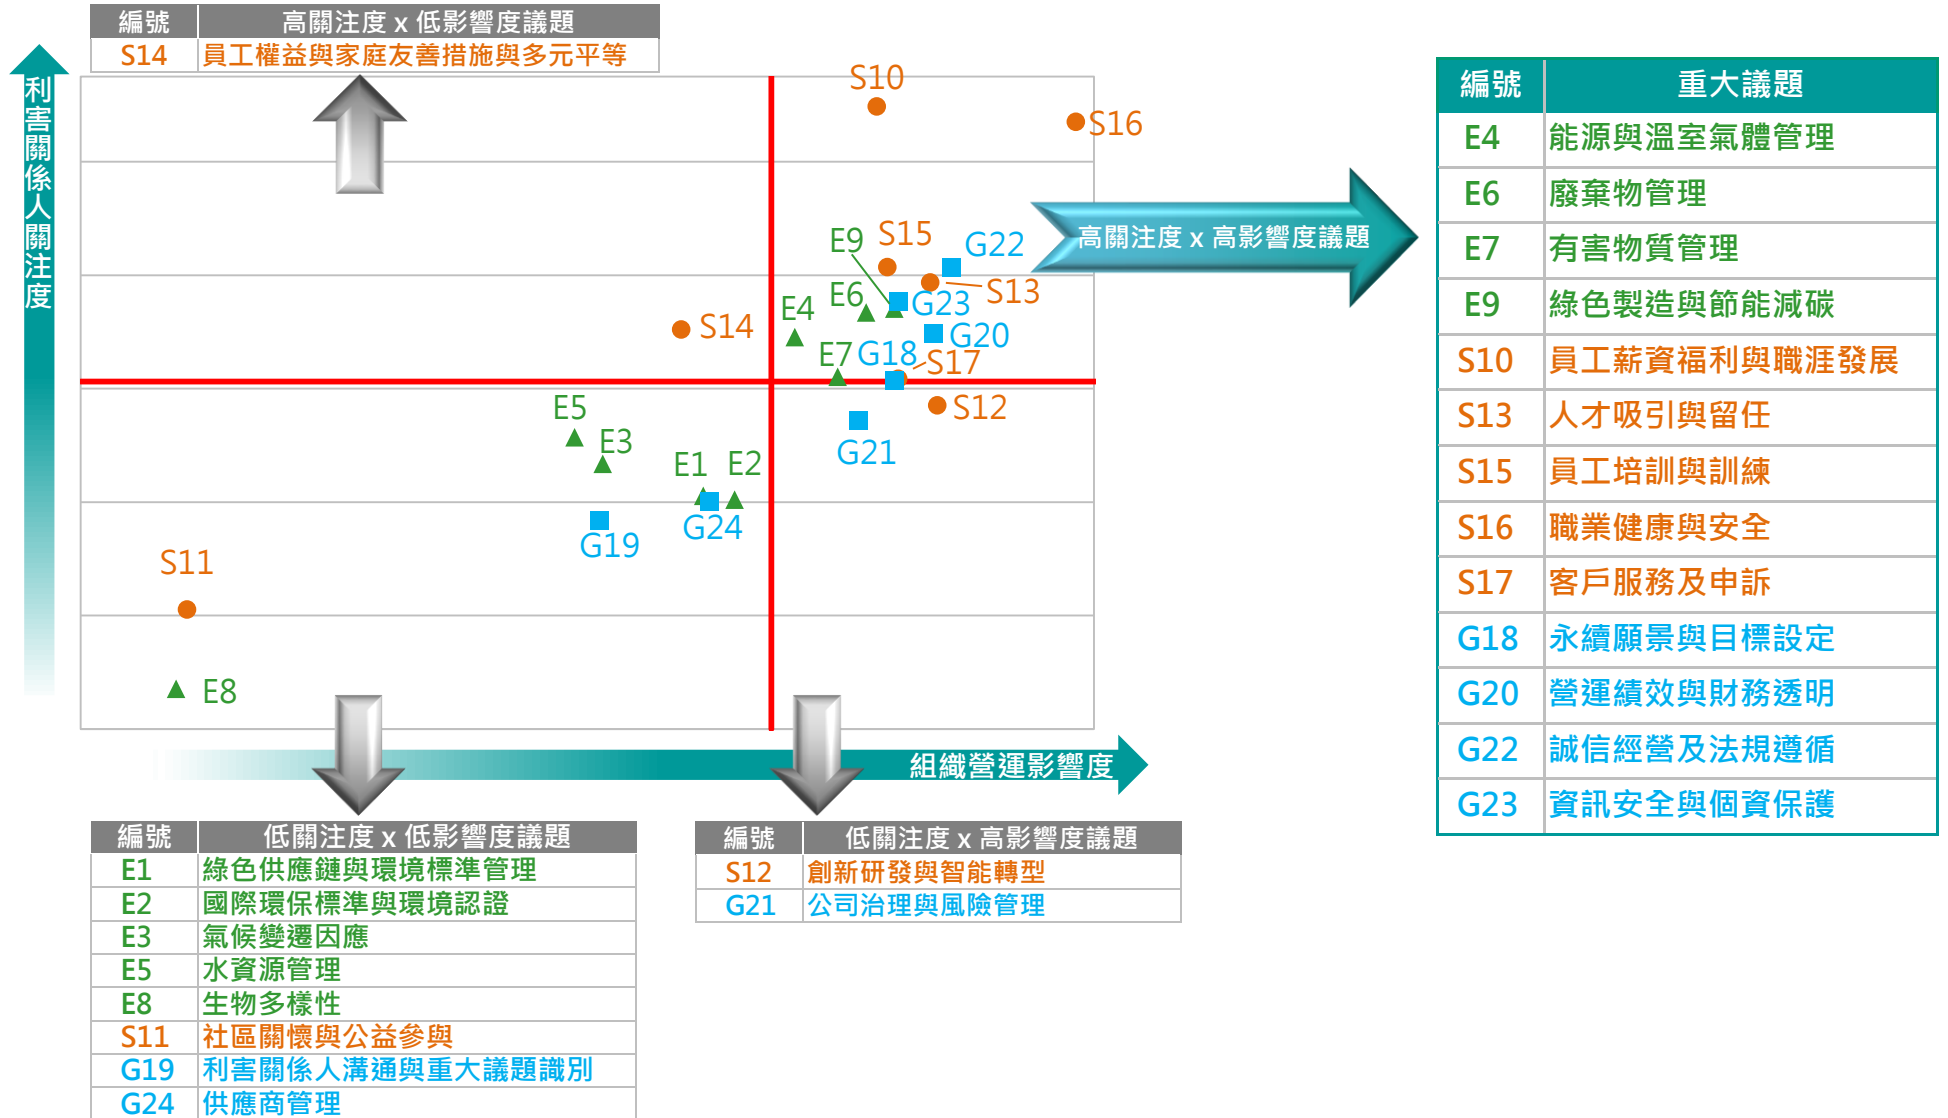 編號 高關注度 x 低影響度議題
S14 員工權益與家庭友善措施與多元平等
利害關係人關注度
S10
S16
E9
S15
G22
S13
E6
G23
E4
S14
G20
E7
G18
S17
E5
S12
E3
G21
E1
E2
G24
G19
S11
E8
高關注度 x 高影響度議題
組織營運影響度
編號 重大議題
E4 能源與溫室氣體管理
E6 廢棄物管理
E7 有害物質管理
E9 綠色製造與節能減碳
S10 員工薪資福利與職涯發展
S13 人才吸引與留任
S15 員工培訓與訓練
S16 職業健康與安全
S17 客戶服務及申訴
G18 永續願景與目標設定
G20 營運績效與財務透明
G22 誠信經營及法規遵循
G23 資訊安全與個資保護
編號 低關注度 x 低影響度議題
E1 綠色供應鏈與環境標準管理
E2 國際環保標準與環境認證
E3 氣候變遷因應
E5 水資源管理
E8 生物多樣性
S11 社區關懷與公益參與
G19 利害關係人溝通與重大議題識別
G24 供應商管理
編號 低關注度 x 高影響度議題
S12 創新研發與智能轉型
G21 公司治理與風險管理